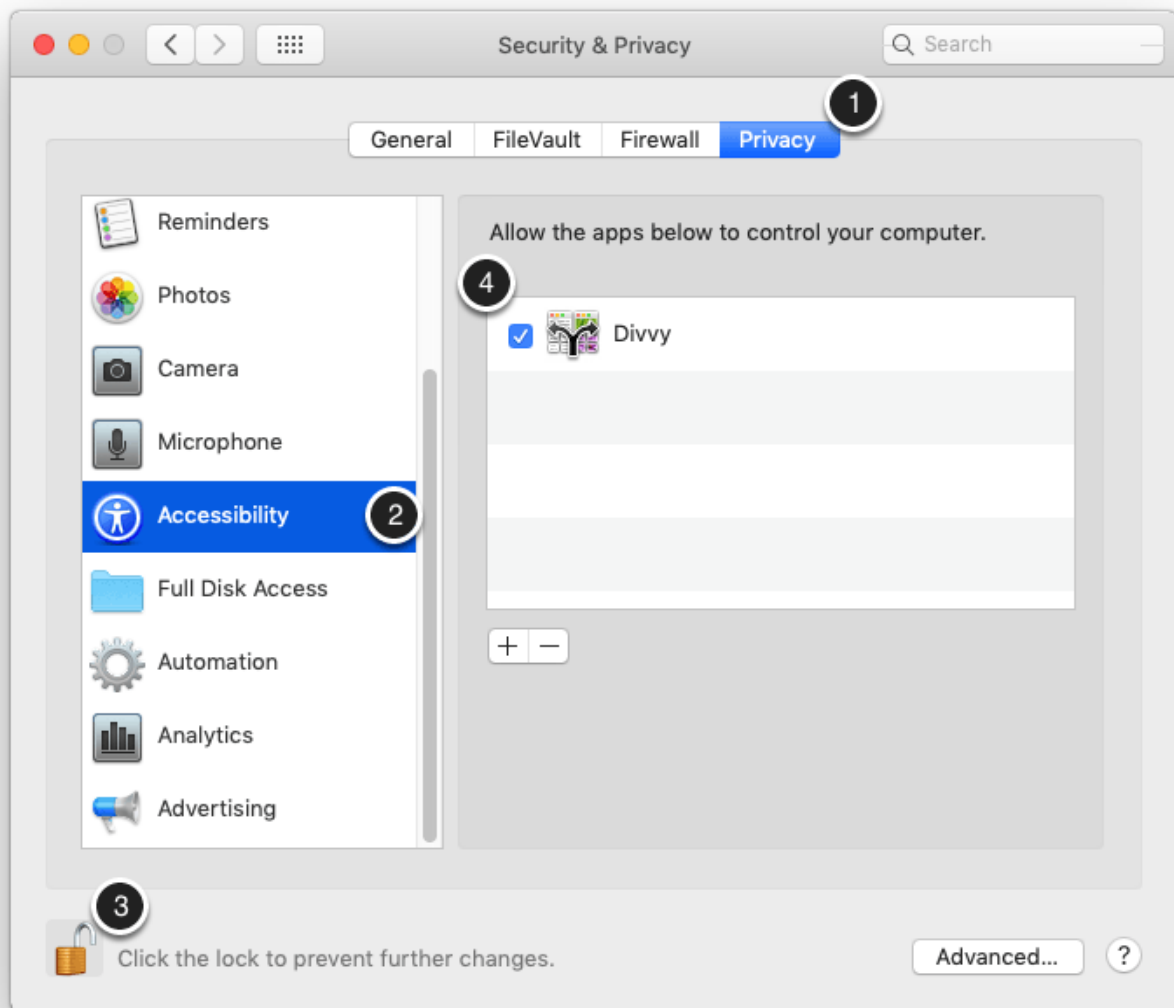 Security & Privacy
Search
1
General FileVault Firewall Privacy
Reminders
Photos
Camera
Microphone
Accessibility 2
Full Disk Access
Automation
Analytics
Advertising
Allow the apps below to control your computer.
4
Divvy
3
Click the lock to prevent further changes.
Advanced... ?